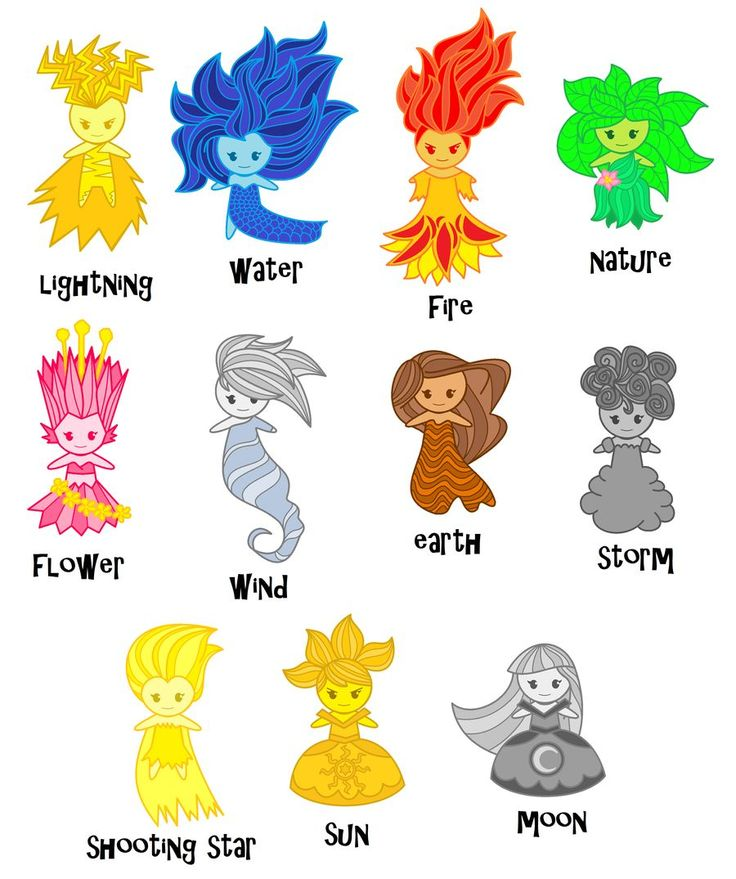 LigHtNiNg
Water
Fire
Nature
FLoWer
WiNd
eartH
StorM
SHootiNg Star
SuN
MooN